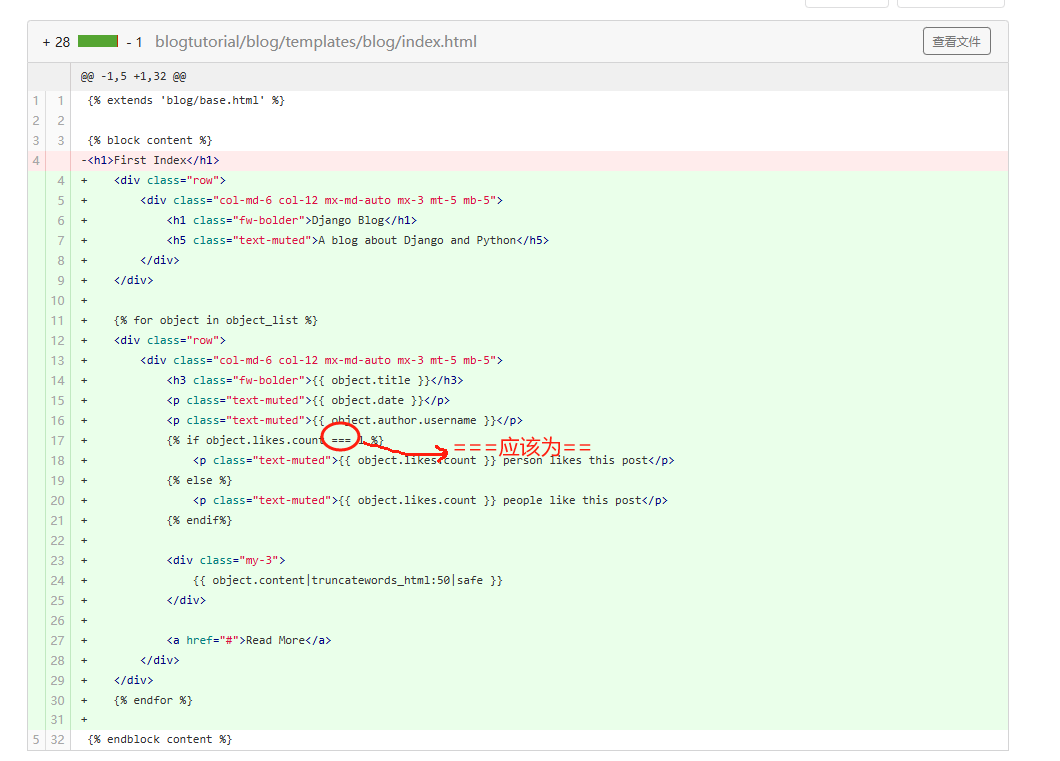 + 28 - 1 blogtutorial/blog/templates/blog/index.html 查看文件
@@ -1,5 +1,32 @@
1 1 {% extends 'blog/base.html' %}
2 2
3 3 {% block content %}
4 -<h1>First Index</h1>
4 + <div class="row">
5 + <div class="col-md-6 col-12 mx-md-auto mx-3 mt-5 mb-5">
6 + <h1 class="fw-bolder">Django Blog</h1>
7 + <h5 class="text-muted">A blog about Django and Python</h5>
8 + </div>
9 + </div>
10 +
11 + {% for object in object_list %}
12 + <div class="row">
13 + <div class="col-md-6 col-12 mx-md-auto mx-3 mt-5 mb-5">
14 + <h3 class="fw-bolder">{{ object.title }}</h3>
15 + <p class="text-muted">{{ object.date }}</p>
16 + <p class="text-muted">{{ object.author.username }}</p>
17 + {% if object.likes.count === 1 %}
===应该为==
18 + <p class="text-muted">{{ object.likes.count }} person likes this post</p>
19 + {% else %}
20 + <p class="text-muted">{{ object.likes.count }} people like this post</p>
21 + {% endif%}
22 +
23 + <div class="my-3">
24 + {{ object.content|truncatewords_html:50|safe }}
25 + </div>
26 +
27 + <a href="#">Read More</a>
28 + </div>
29 + </div>
30 + {% endfor %}
31 +
5 32 {% endblock content %}